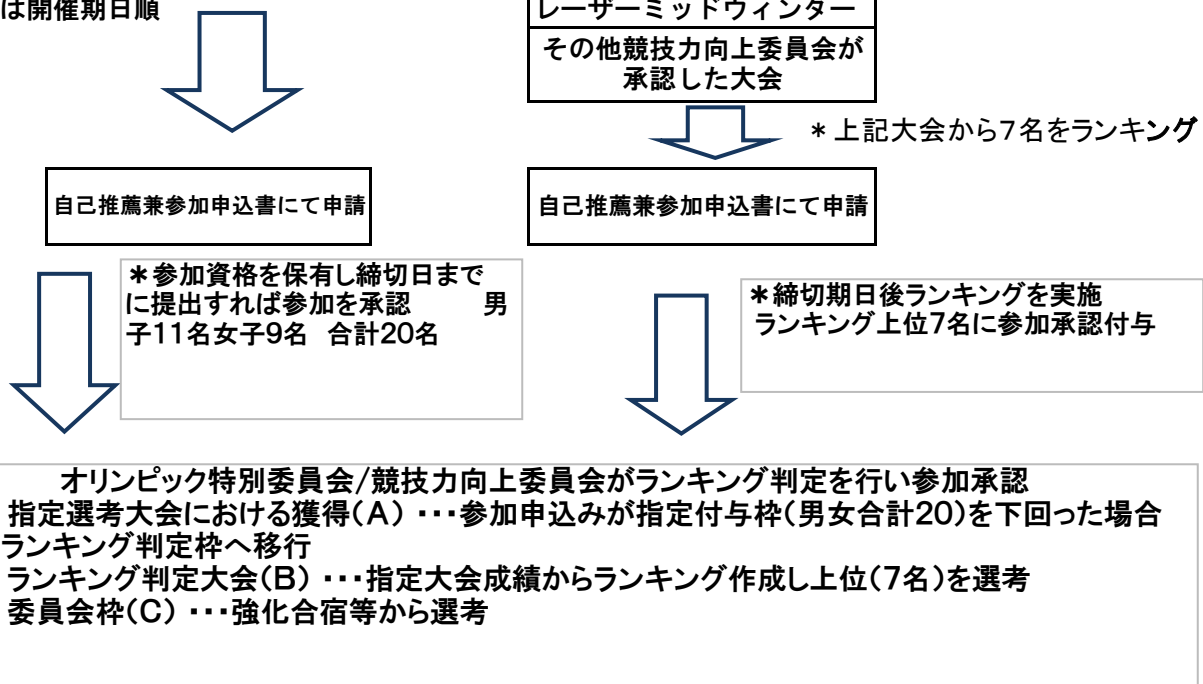 は開催期日順
レーザーミッドウィンター
その他競技力向上委員会が
承認した大会
＊上記大会から7名をランキング
自己推薦兼参加申込書にて申請
自己推薦兼参加申込書にて申請
＊参加資格を保有し締切日まで
に提出すれば参加を承認　　　男
子11名女子9名　合計20名
＊締切期日後ランキングを実施
ランキング上位7名に参加承認付与
オリンピック特別委員会/競技力向上委員会がランキング判定を行い参加承認
指定選考大会における獲得(A)・・・参加申込みが指定付与枠(男女合計20)を下回った場合
ランキング判定枠へ移行
ランキング判定大会(B)・・・指定大会成績からランキング作成し上位(7名)を選考
委員会枠(C)・・・強化合宿等から選考